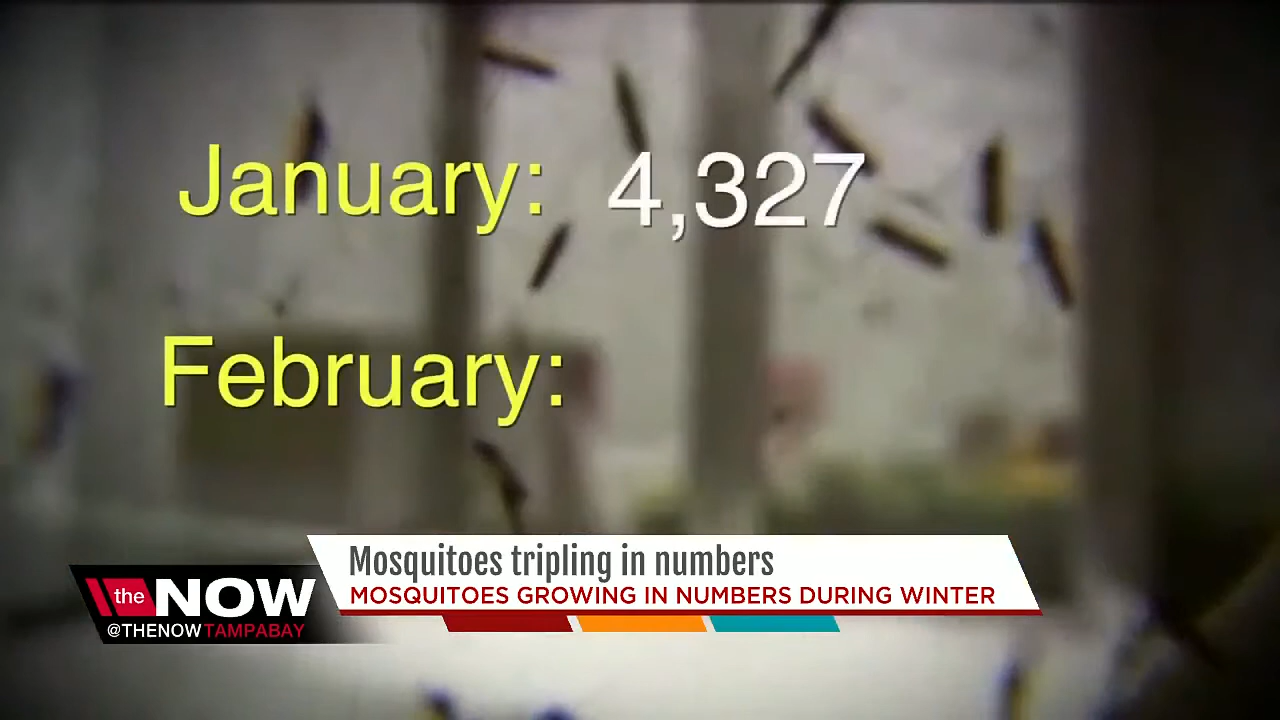 January: 4,327
February:
Mosquitoes tripling in numbers
MOSQUITOES GROWING IN NUMBERS DURING WINTER
the NOW
@THENOWTAMPABAY